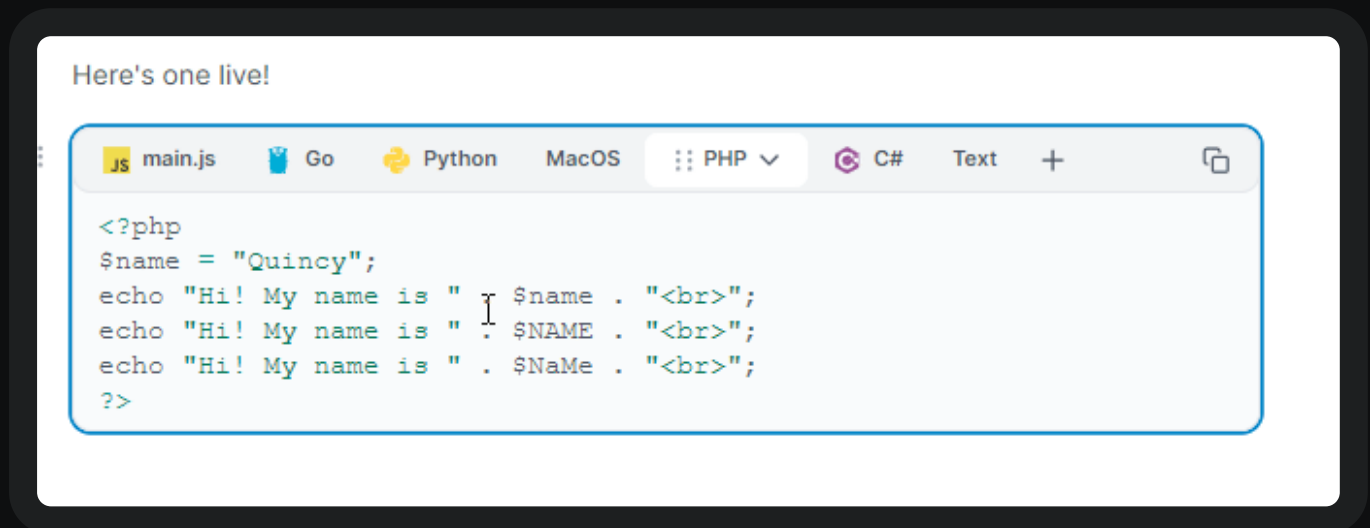 Here's one live!
JS main.js Go Python MacOS PHP C# Text
<?php
$name = "Quincy";
echo "Hi! My name is " . $name . "<br>";
echo "Hi! My name is " . $NAME . "<br>";
echo "Hi! My name is " . $NaMe . "<br>";
?>